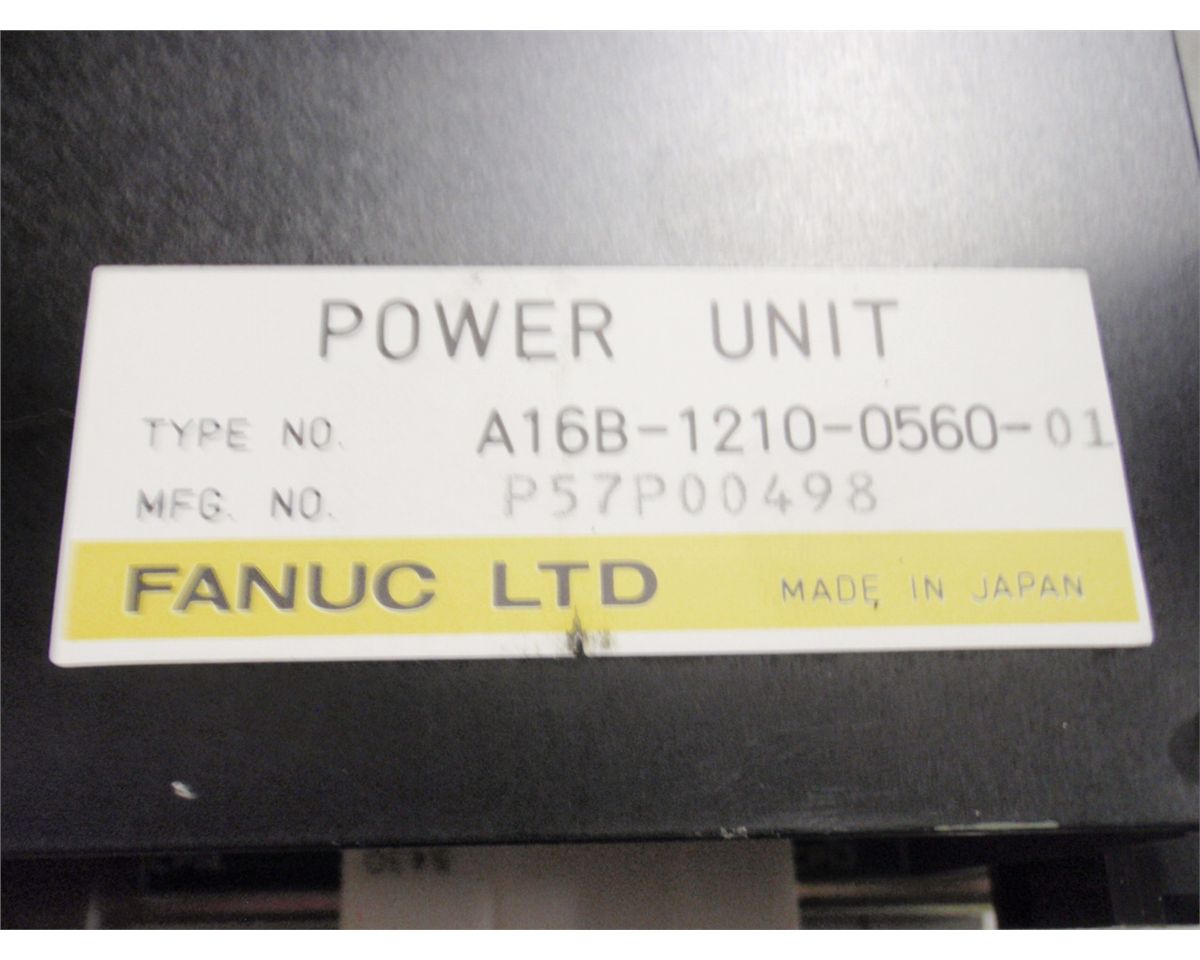 POWER UNIT
TYPE NO. A16B-1210-0560-01
MFG. NO. P57P00498
FANUC LTD MADE IN JAPAN